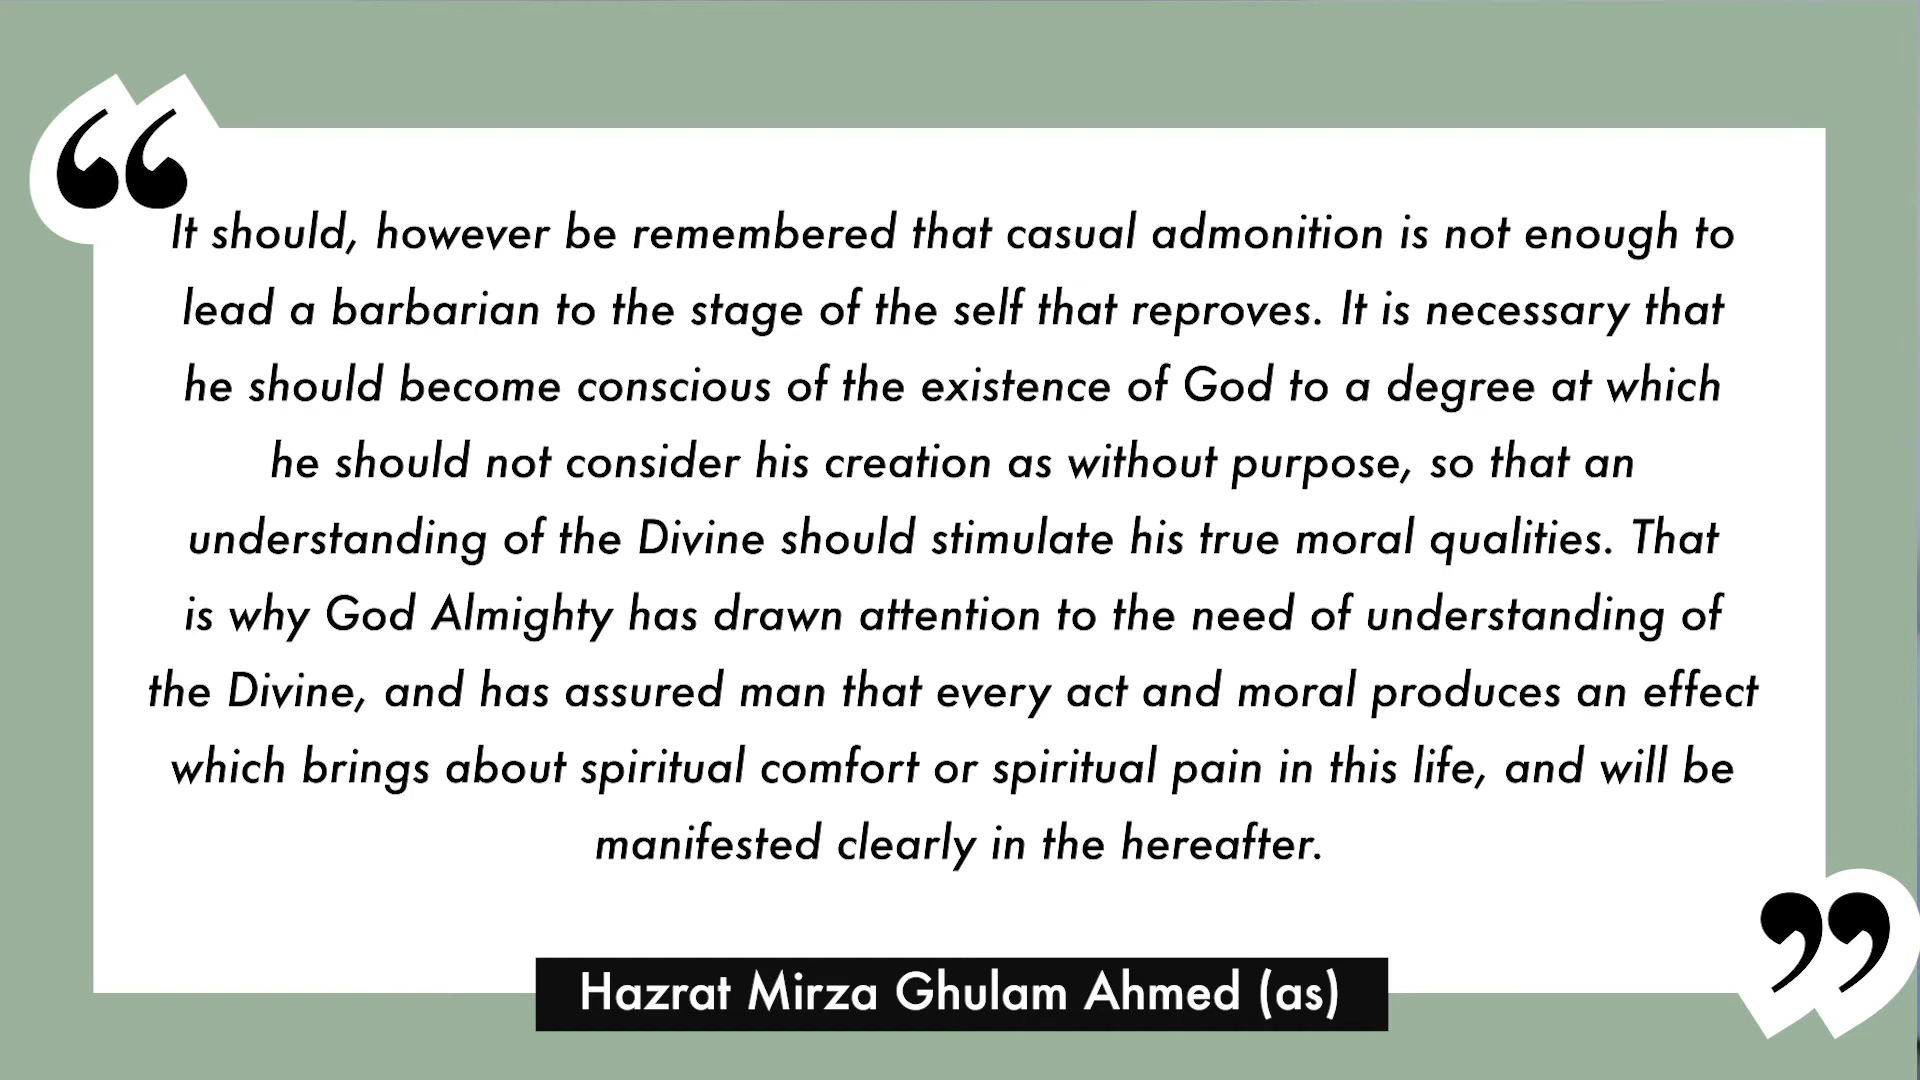 “
It should, however be remembered that casual admonition is not enough to
lead a barbarian to the stage of the self that reproves. It is necessary that
he should become conscious of the existence of God to a degree at which
he should not consider his creation as without purpose, so that an
understanding of the Divine should stimulate his true moral qualities. That
is why God Almighty has drawn attention to the need of understanding of
the Divine, and has assured man that every act and moral produces an effect
which brings about spiritual comfort or spiritual pain in this life, and will be
manifested clearly in the hereafter.
”
Hazrat Mirza Ghulam Ahmed (as)